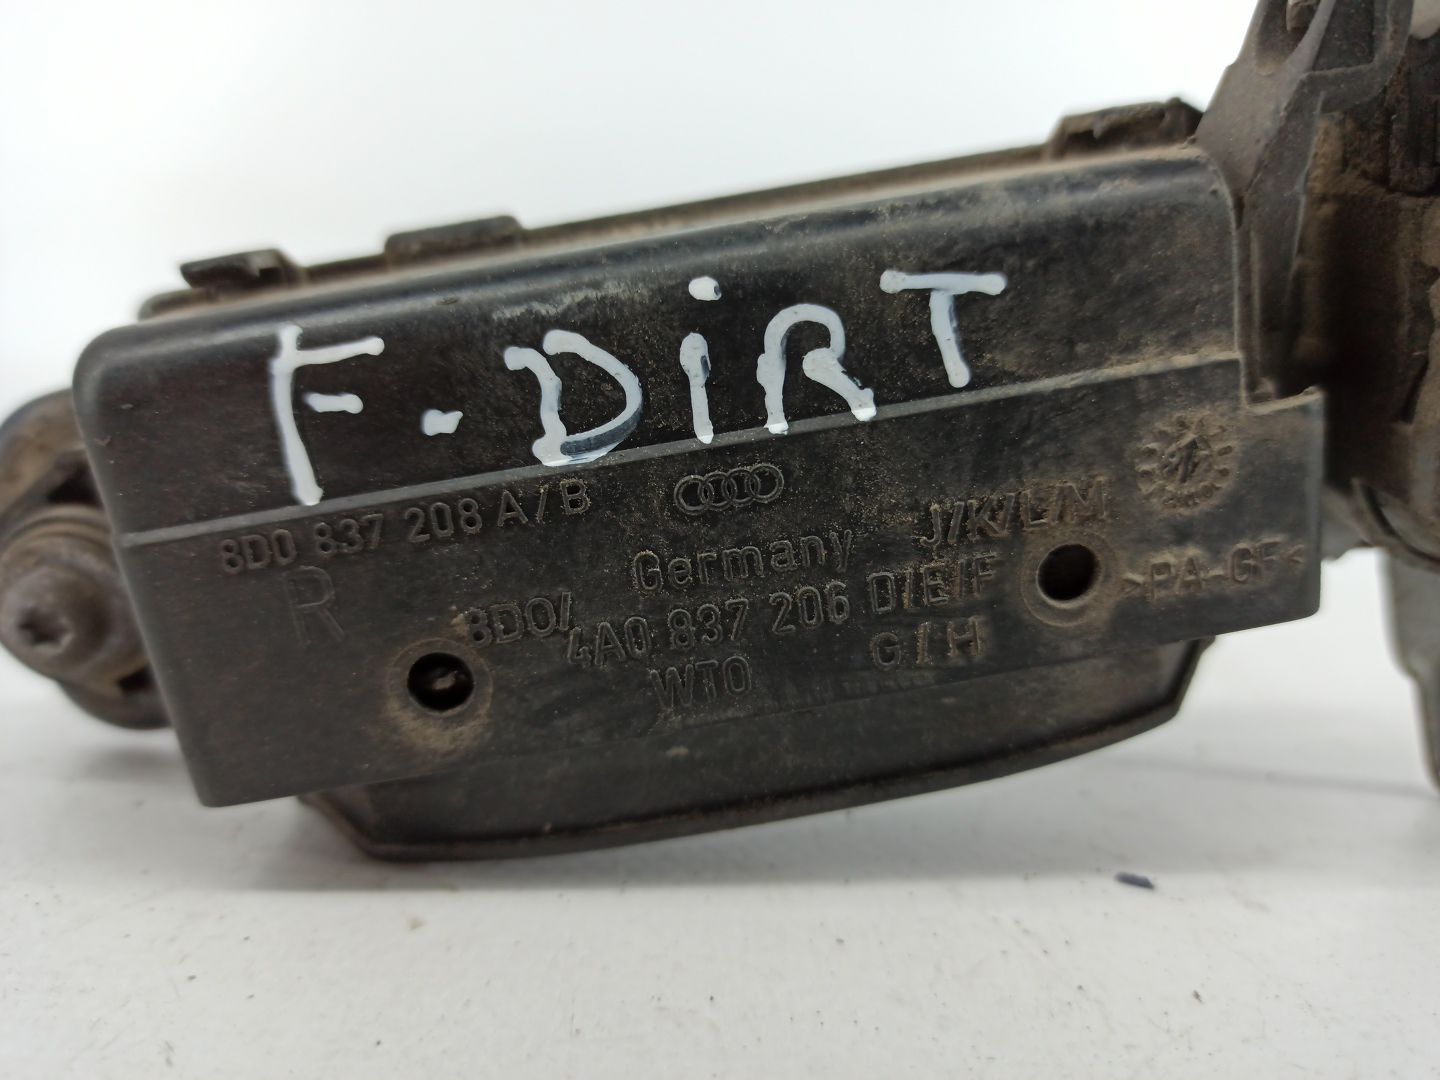 F.DiRT
8D0 837 208 A/B
R
Germany
J/K/L/M
8D0/
4A0 837 206 D/E/F
G/H
WTO
>PA-GF<